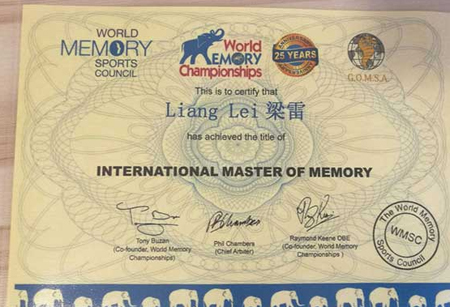 WORLD
MEMORY
SPORTS
COUNCIL
World
MEMORY
Championships
ANNIVERSARY
25 YEARS
G.O.M.S.A
This is to certify that
Liang Lei 梁雷
has achieved the title of
INTERNATIONAL MASTER OF MEMORY
Tony Buzan
(Co-founder, World Memory
Championships)
Phil Chambers
(Chief Arbiter)
Raymond Keene OBE
(Co-founder, World Memory
Championships )
The World Memory
WMSC
Sports Council